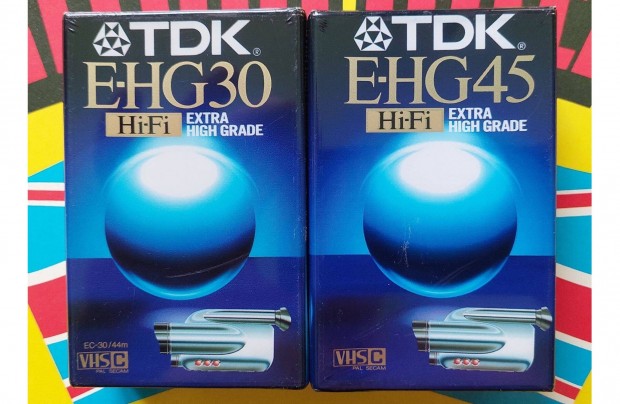 TDK®
E-HG30
Hi-Fi
EXTRA
HIGH GRADE
EC-30/44m
VHS C
PAL SECAM
TDK®
E-HG45
Hi-Fi
EXTRA
HIGH GRADE
VHS C
PAL SECAM